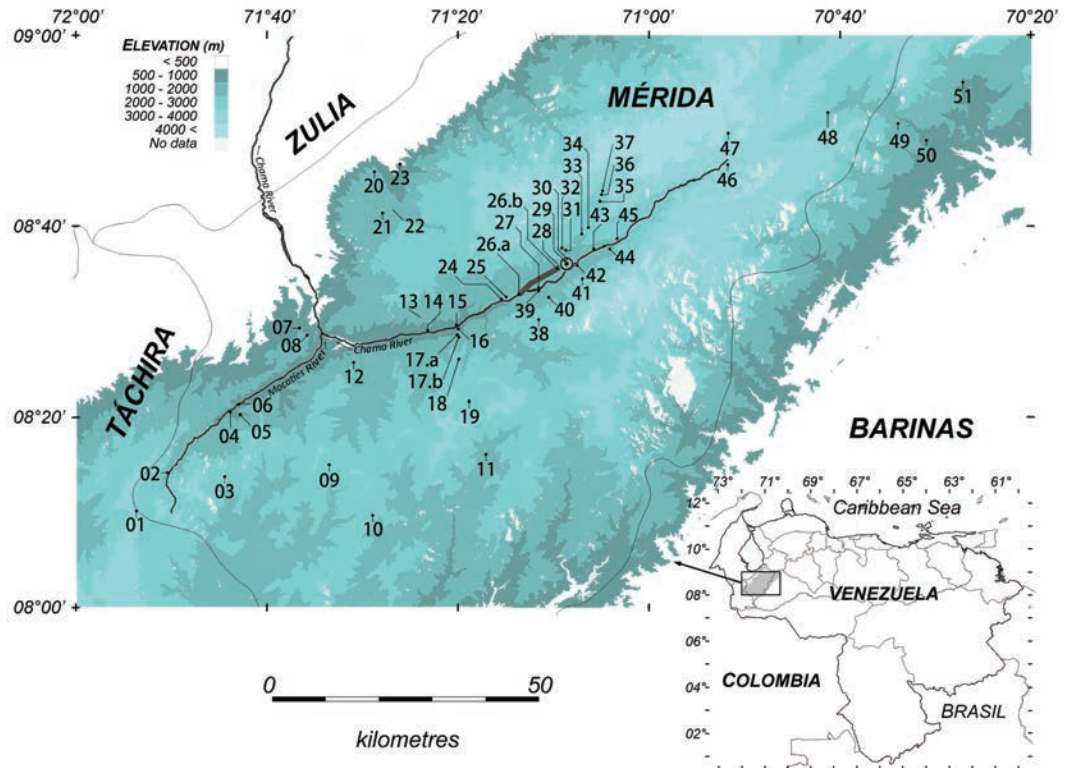 72°00' 71°40' 71°20' 71°00' 70°40' 70°20'
09°00'
08°40'
08°20'
08°00'
ELEVATION (m)
< 500
500 - 1000
1000 - 2000
2000 - 3000
3000 - 4000
4000 <
No data
ZULIA
MÉRIDA
TÁCHIRA
BARINAS
Chama River
Chama River
Mocoties River
51
37
36
35
34
33
32
31
30
29
28
27
26.b
26.a
43
45
47
46
48
49
50
20
23
21
22
24
25
44
42
41
40
39
38
13
14
15
16
07
08
12
17.a
17.b
18
19
06
04
05
02
03
01
09
10
11
0 50
kilometres
73° 71° 69° 67° 65° 63° 61°
12°
10°
08°
06°
04°
02°
Caribbean Sea
VENEZUELA
COLOMBIA
BRASIL